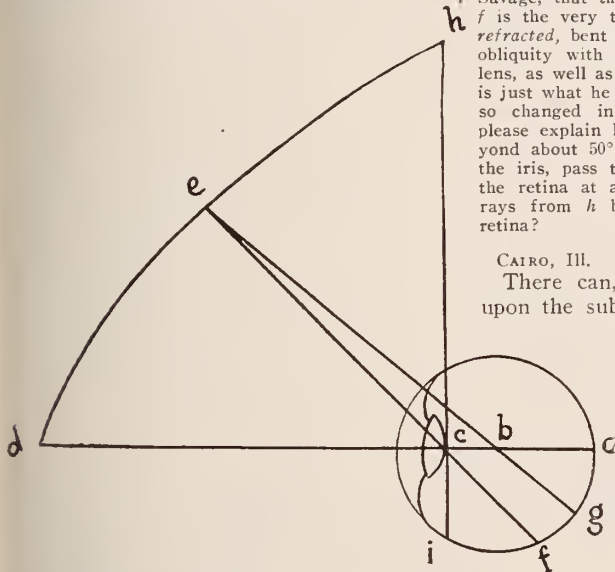 Savage, that th
f is the very t
refracted, bent
obliquity with
lens, as well as
is just what he
so changed in
please explain
yond about 50°
the iris, pass t
the retina at a
rays from h b
retina?
CAIRO, Ill.
There can,
upon the sub
h
e
d
c
b
g
i
f